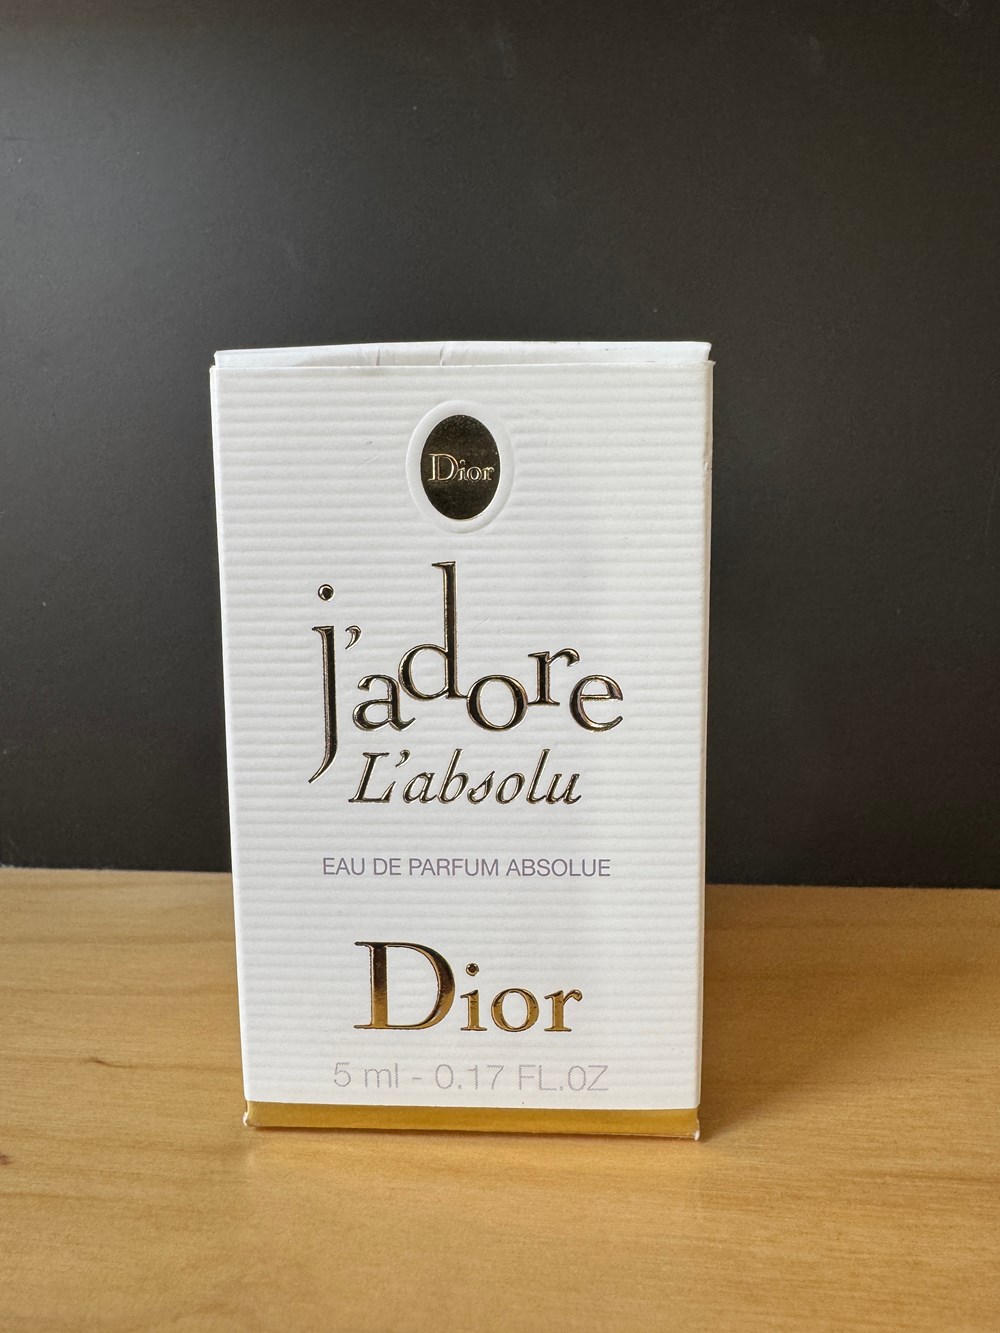 Dior
j'adore
L'absolu
EAU DE PARFUM ABSOLUE
Dior
5 ml - 0.17 FL.OZ